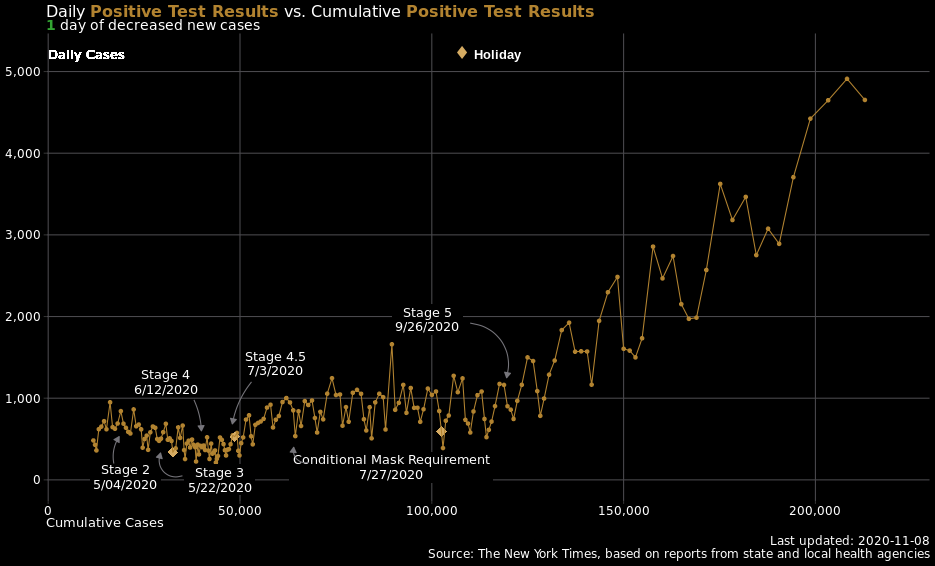 Daily Positive Test Results vs. Cumulative Positive Test Results
1 day of decreased new cases
Daily Cases
Holiday
5,000
4,000
3,000
2,000
1,000
0
Stage 5
9/26/2020
Stage 4.5
7/3/2020
Stage 4
6/12/2020
Conditional Mask Requirement
7/27/2020
Stage 2
5/04/2020
Stage 3
5/22/2020
0
50,000
100,000
150,000
200,000
Cumulative Cases
Last updated: 2020-11-08
Source: The New York Times, based on reports from state and local health agencies